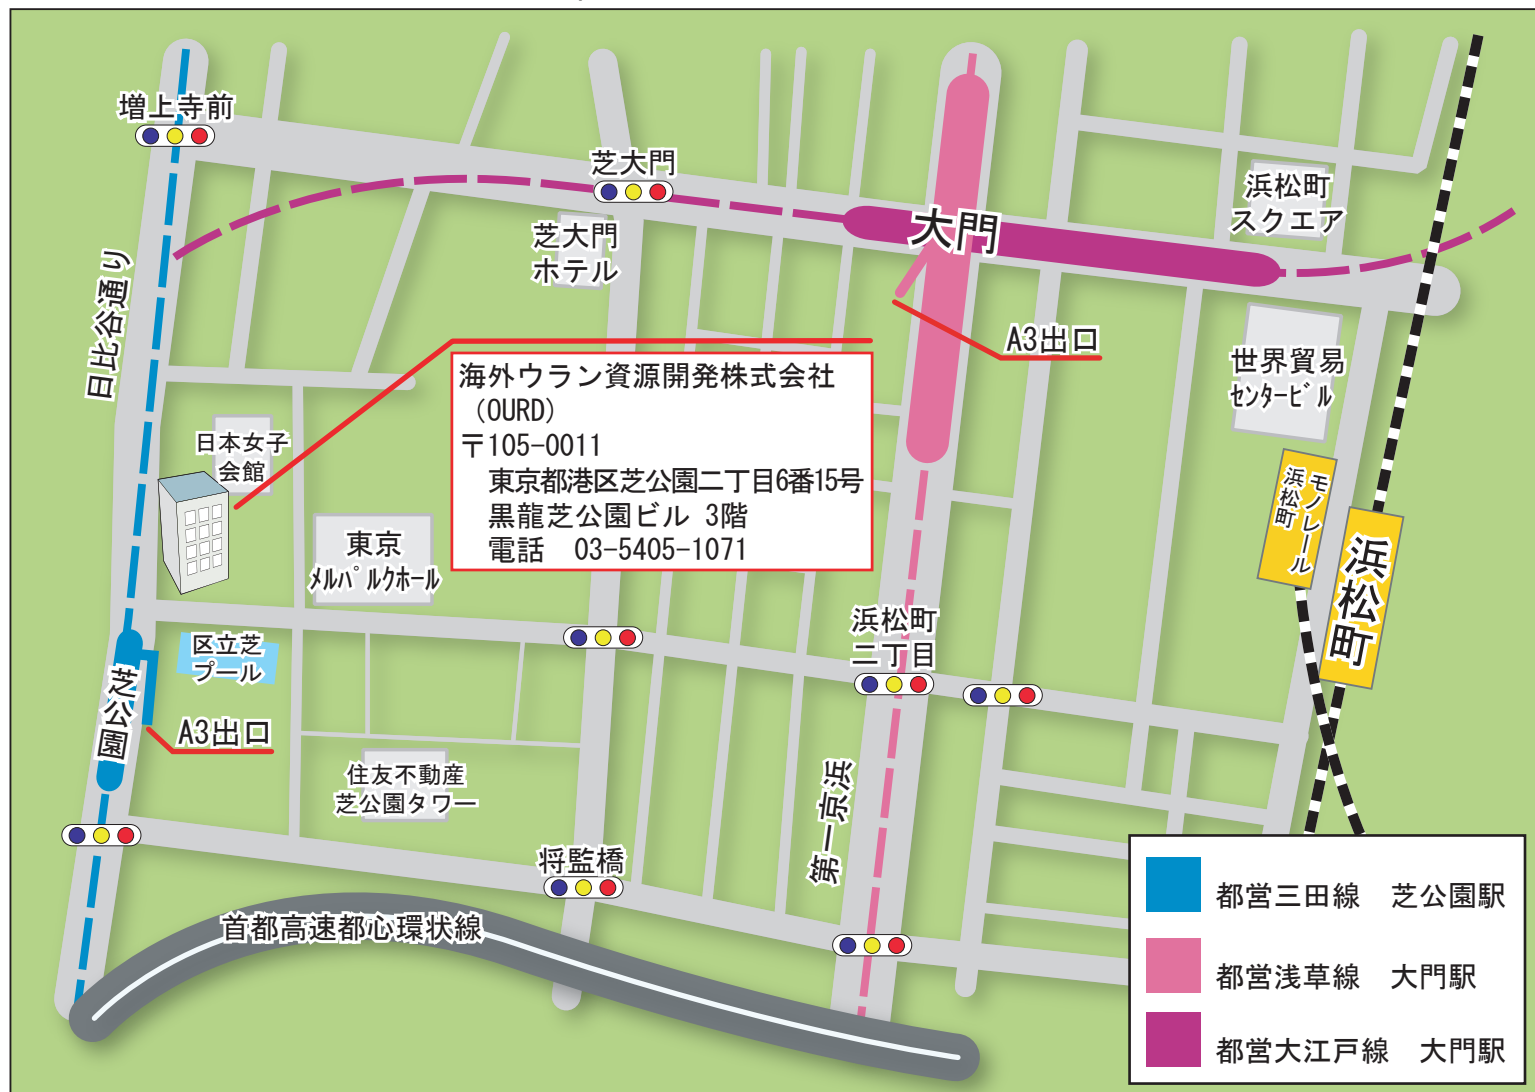 増上寺前
芝大門
芝大門
ホテル
大門
浜松町
スクエア
日比谷通り
A3出口
世界貿易
ｾﾝﾀｰﾋﾞﾙ
海外ウラン資源開発株式会社
（OURD）
〒105-0011
東京都港区芝公園二丁目6番15号
黒龍芝公園ビル 3階
電話　03-5405-1071
日本女子
会館
東京
ﾒﾙﾊﾟﾙｸホール
モノレール
浜松町
浜松町
浜松町
二丁目
区立芝
プール
芝公園
A3出口
住友不動産
芝公園タワー
第一京浜
将監橋
首都高速都心環状線
都営三田線　芝公園駅
都営浅草線　大門駅
都営大江戸線　大門駅